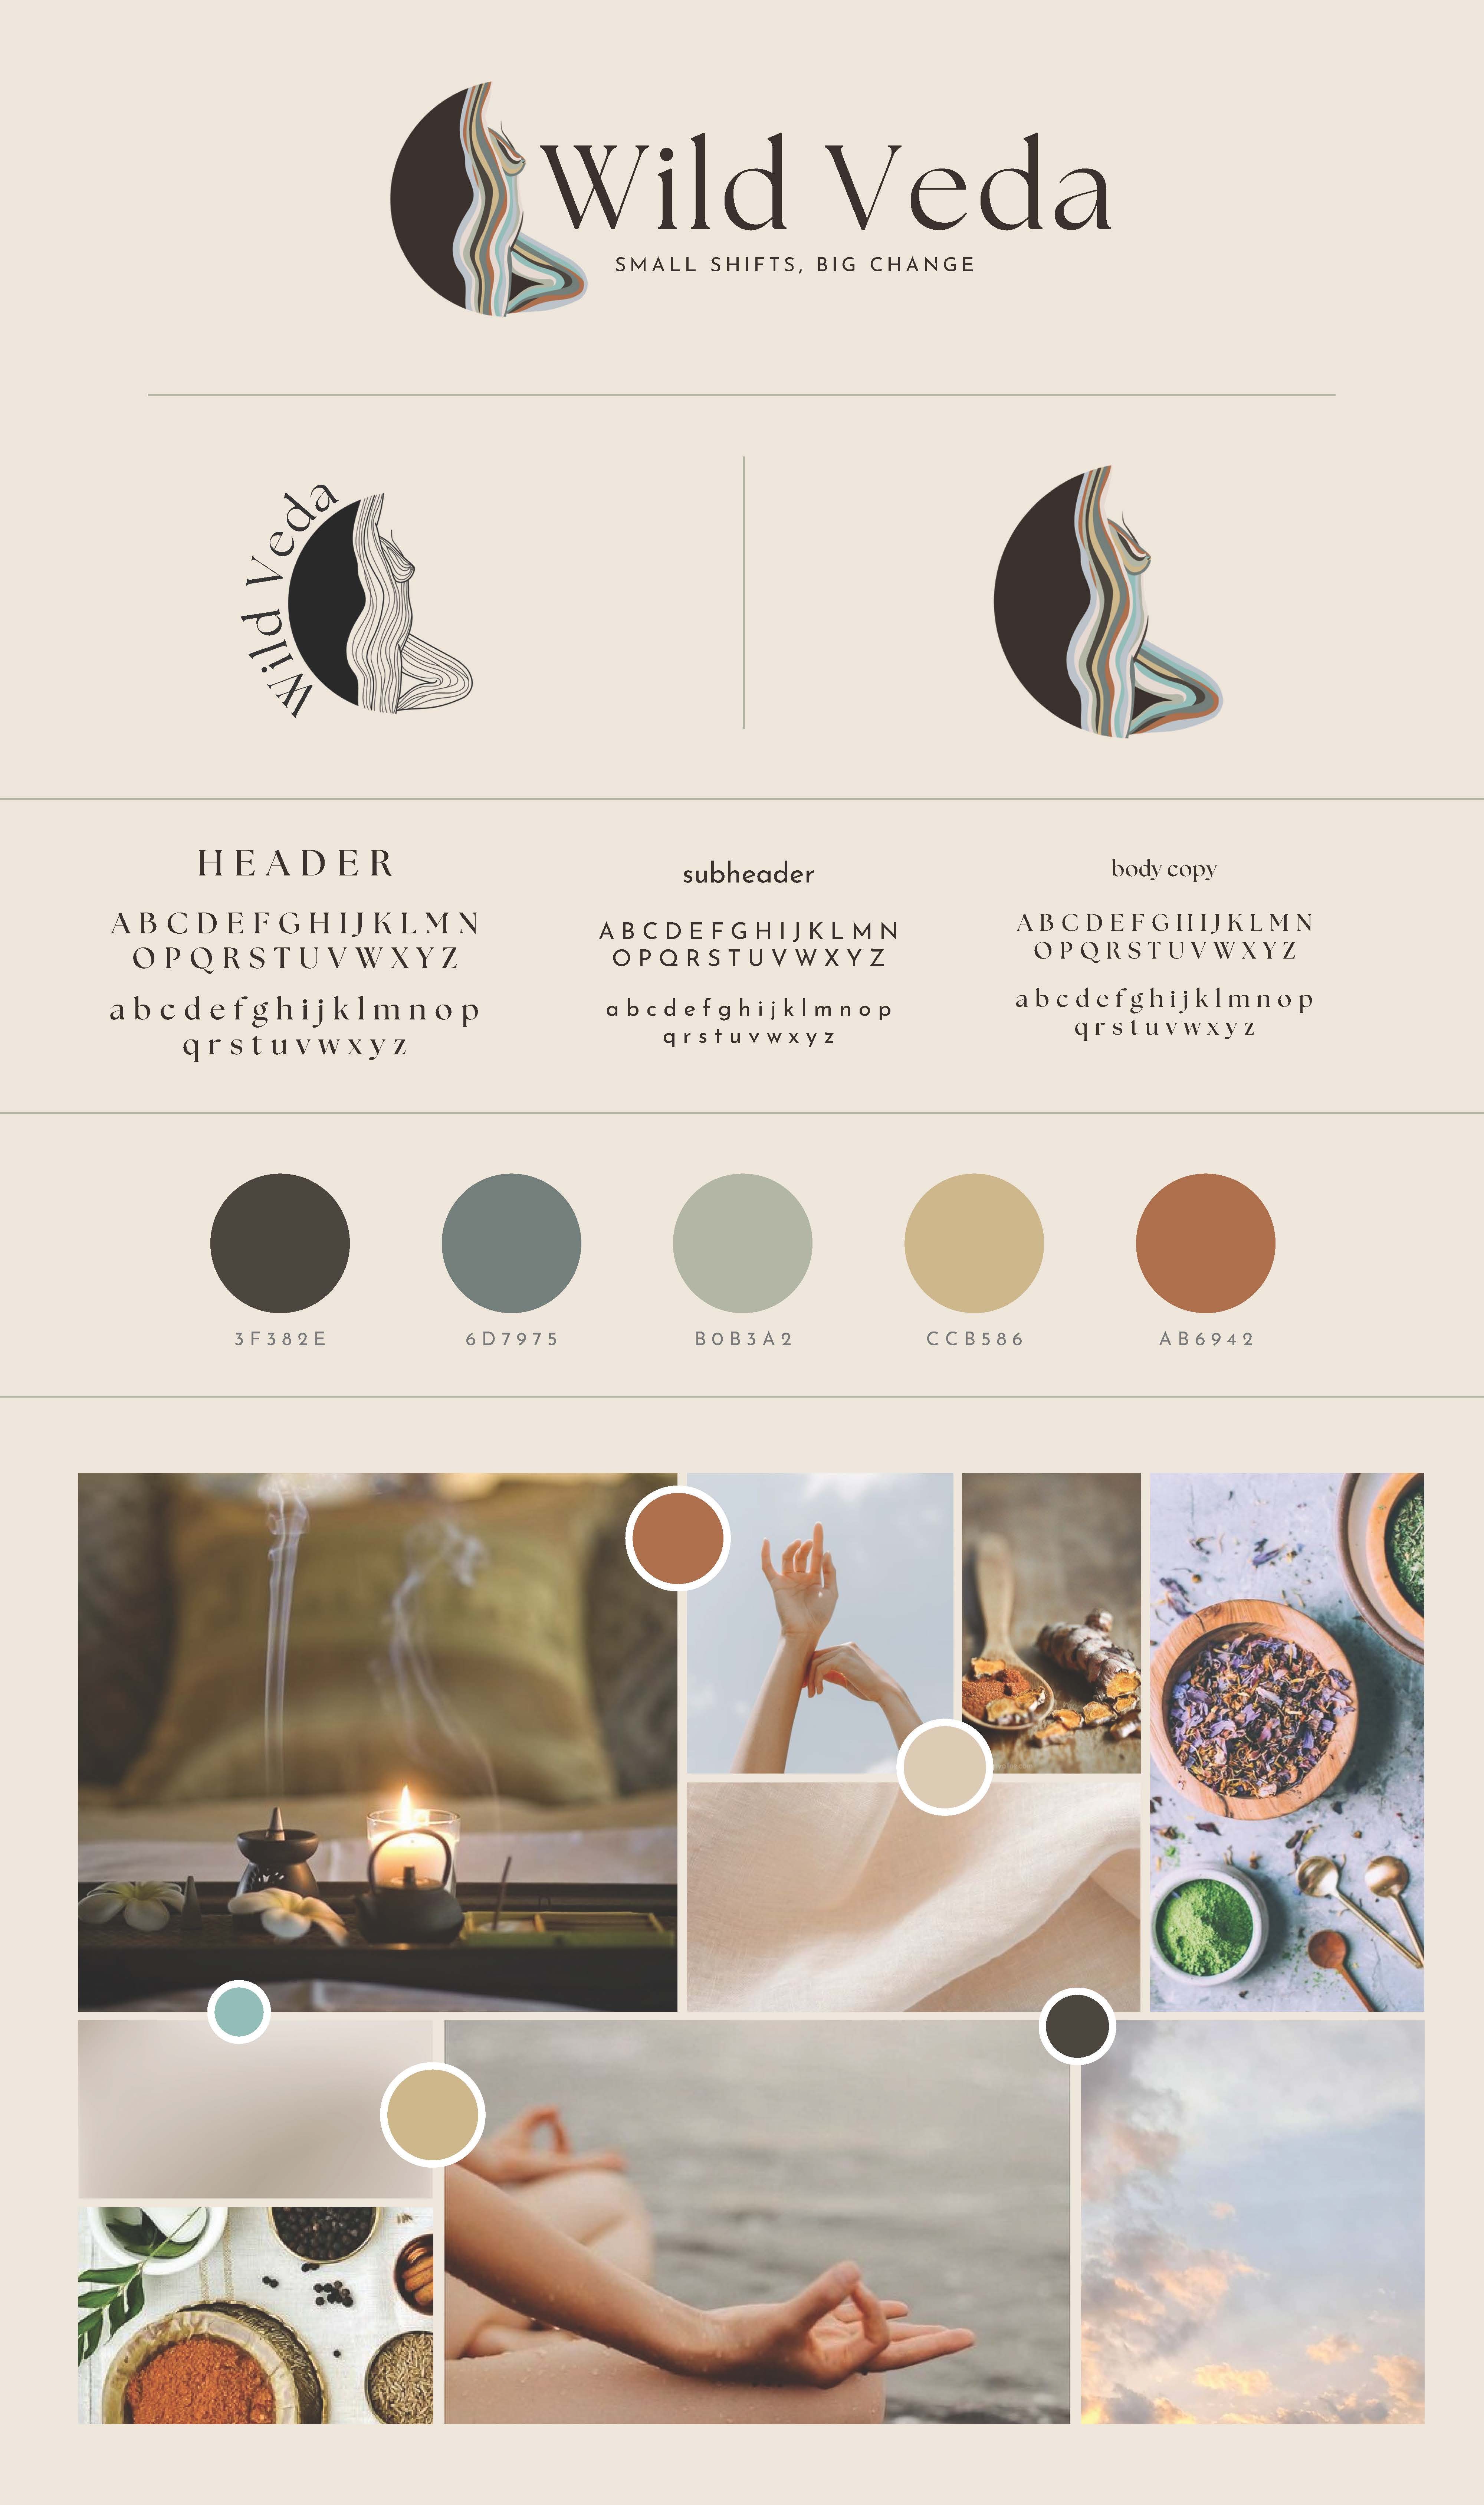 Wild Veda
SMALL SHIFTS, BIG CHANGE
Wild Veda
HEADER
ABCDEFGHIJKLMN
OPQRSTUVWXYZ
abcdefghijklmnop
qrstuvwxyz
subheader
ABCDEFGHIJKLMN
OPQRSTUVWXYZ
abcdefghijklmnop
qrstuvwxyz
body copy
ABCDEFGHIJKLMN
OPQRSTUVWXYZ
abcdefghijklmnop
qrstuvwxyz
3F382E
6D7975
B0B3A2
CCB586
AB6942